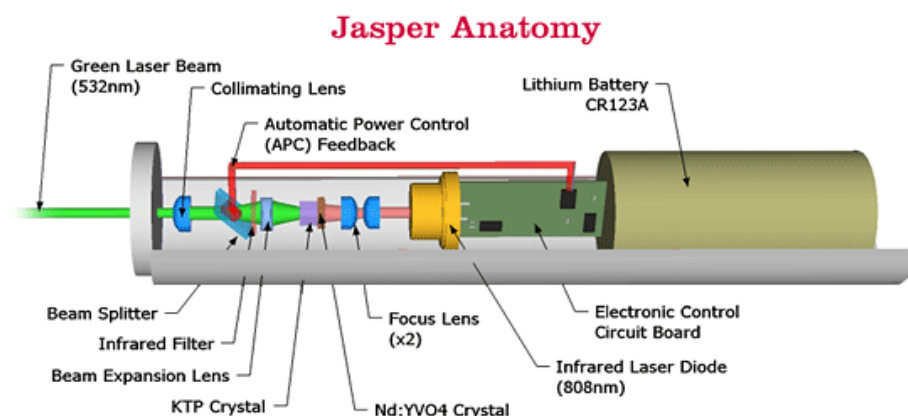 Jasper Anatomy
Green Laser Beam
(532nm)
Collimating Lens
Automatic Power Control
(APC) Feedback
Lithium Battery
CR123A
Beam Splitter
Infrared Filter
Beam Expansion Lens
KTP Crystal
Nd:YVO4 Crystal
Focus Lens
(x2)
Infrared Laser Diode
(808nm)
Electronic Control
Circuit Board